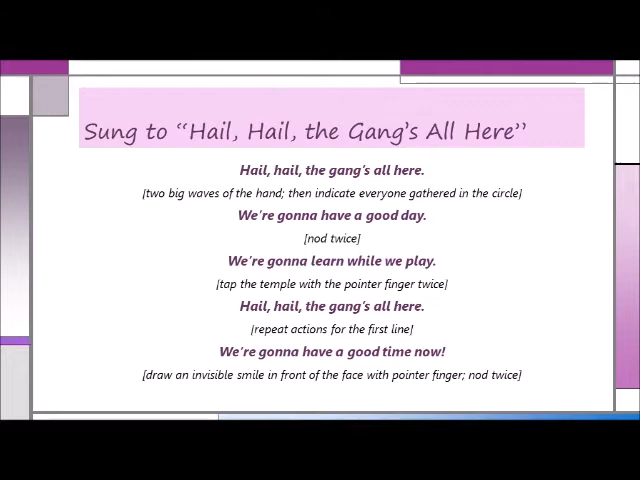 Sung to “Hail, Hail, the Gang’s All Here”
Hail, hail, the gang’s all here.
[two big waves of the hand; then indicate everyone gathered in the circle]
We’re gonna have a good day.
[nod twice]
We’re gonna learn while we play.
[tap the temple with the pointer finger twice]
Hail, hail, the gang’s all here.
[repeat actions for the first line]
We’re gonna have a good time now!
[draw an invisible smile in front of the face with pointer finger; nod twice]